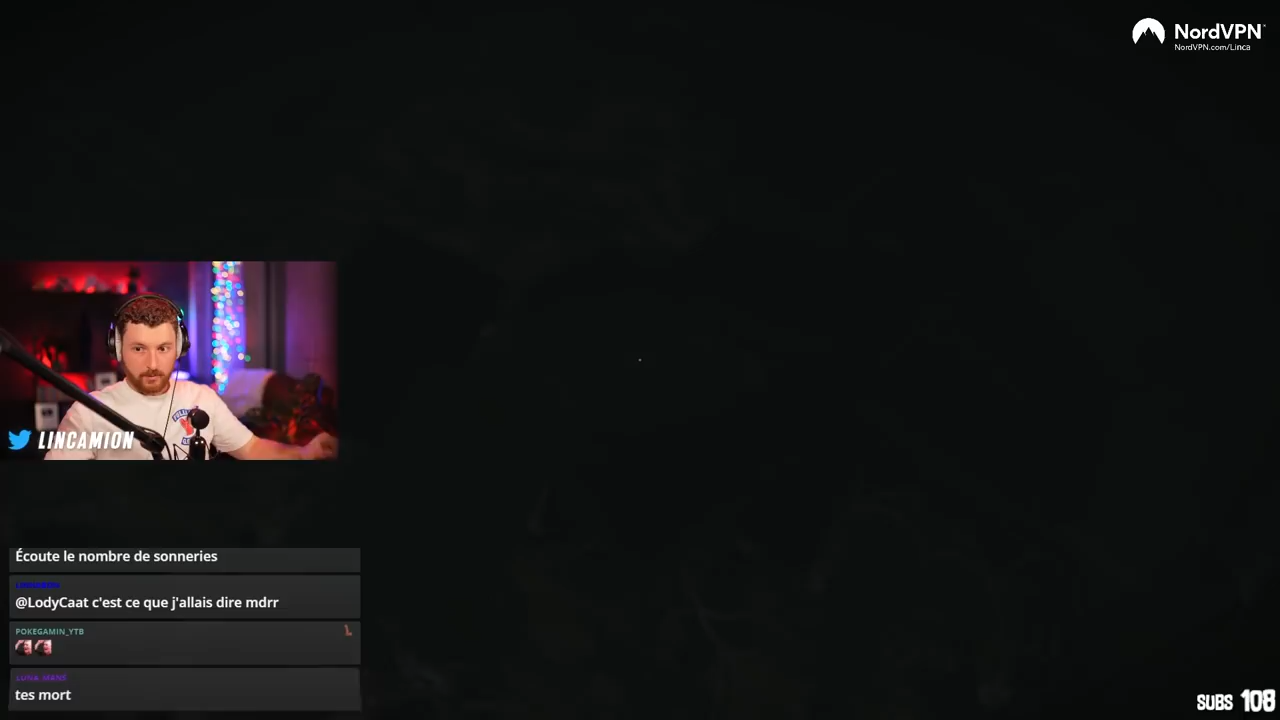 NordVPN
NordVPN.com/Linca
LINCAMION
Écoute le nombre de sonneries
@LodyCaat c'est ce que j'allais dire mdrr
POKEGAMIN_YTB
tes mort
SUBS 108